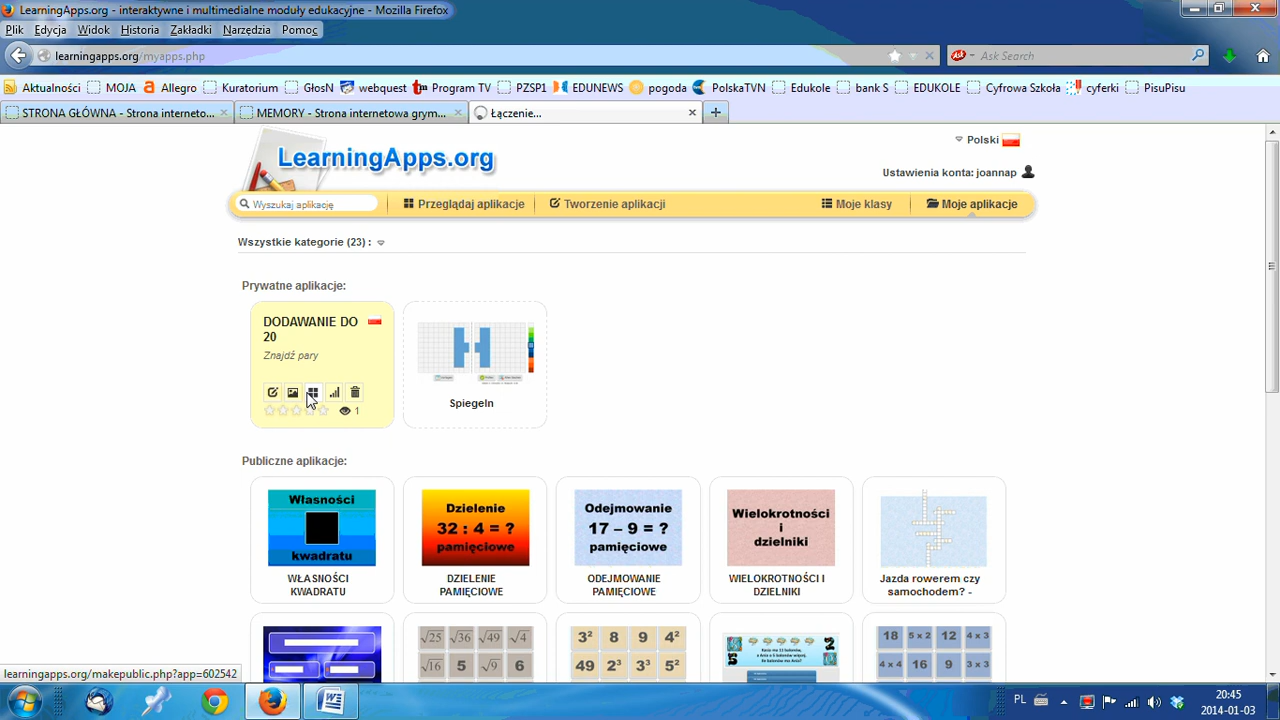 LearningApps.org - interaktywne i multimedialne moduły edukacyjne - Mozilla Firefox
Plik Edycja Widok Historia Zakładki Narzędzia Pomoc
learningapps.org/myapps.php
Ask Ask Search
Aktualności MOJA Allegro Kuratorium GłosN webquest Program TV PZSP1 EDUNEWS pogoda PolskaTVN Edukole bank S EDUKOLE Cyfrowa Szkoła cyferki PisuPisu
STRONA GŁÓWNA - Strona interneto... MEMORY - Strona internetowa grym... Łączenie...
LearningApps.org
Polski
Ustawienia konta: joannap
Wyszukaj aplikację Przeglądaj aplikacje Tworzenie aplikacji Moje klasy Moje aplikacje
Wszystkie kategorie (23) :
Prywatne aplikacje:
DODAWANIE DO 
20
Znajdź pary
1
Spiegeln
Publiczne aplikacje:
Własności
kwadratu
WŁASNOŚCI
KWADRATU
Dzielenie
32 : 4 = ?
pamięciowe
DZIELENIE
PAMIĘCIOWE
Odejmowanie
17 – 9 = ?
pamięciowe
ODEJMOWANIE
PAMIĘCIOWE
Wielokrotności
i
dzielniki
WIELOKROTNOŚCI I
DZIELNIKI
Jazda rowerem czy
samochodem? -
√25 √36 √49 √4
√16 5 √9 6
3² 8 9 4²
49 2³ 3³ 5²
18 5 x 2 12 4 x 3
4 x 4 16 9 3 x 3
learningapps.org/makepublic.php?app=602542
PL
20:45
2014-01-03